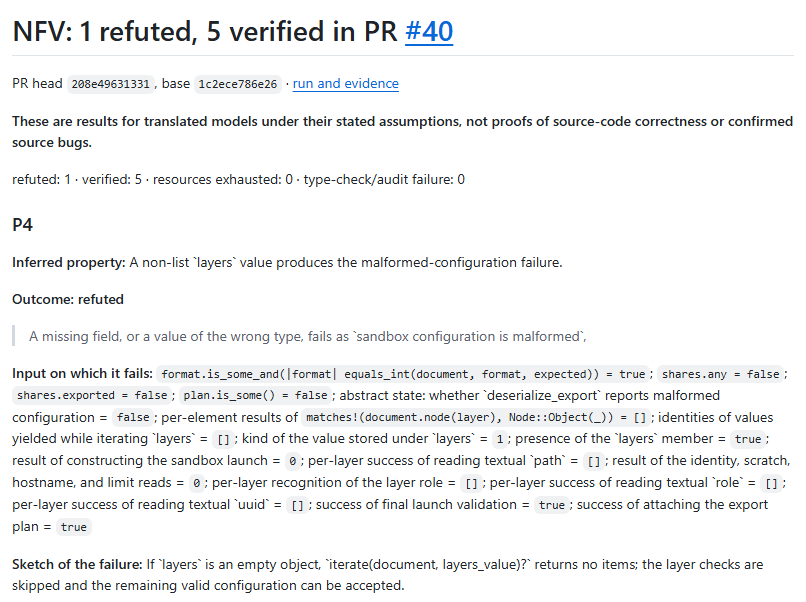 NFV: 1 refuted, 5 verified in PR #40
PR head 208e49631331 , base 1c2ece786e26 · run and evidence
These are results for translated models under their stated assumptions, not proofs of source-code correctness or confirmed
source bugs.
refuted: 1 · verified: 5 · resources exhausted: 0 · type-check/audit failure: 0
P4
Inferred property: A non-list `layers` value produces the malformed-configuration failure.
Outcome: refuted
A missing field, or a value of the wrong type, fails as `sandbox configuration is malformed`,
Input on which it fails: format.is_some_and(|format| equals_int(document, format, expected)) = true ; shares.any = false ;
shares.exported = false ; plan.is_some() = false ; abstract state: whether `deserialize_export` reports malformed
configuration = false ; per-element results of matches!(document.node(layer), Node::Object(_)) = [] ; identities of values
yielded while iterating `layers` = [] ; kind of the value stored under `layers` = 1 ; presence of the `layers` member = true ;
result of constructing the sandbox launch = 0 ; per-layer success of reading textual `path` = [] ; result of the identity, scratch,
hostname, and limit reads = 0 ; per-layer recognition of the layer role = [] ; per-layer success of reading textual `role` = [] ;
per-layer success of reading textual `uuid` = [] ; success of final launch validation = true ; success of attaching the export
plan = true
Sketch of the failure: If `layers` is an empty object, `iterate(document, layers_value)?` returns no items; the layer checks are
skipped and the remaining valid configuration can be accepted.